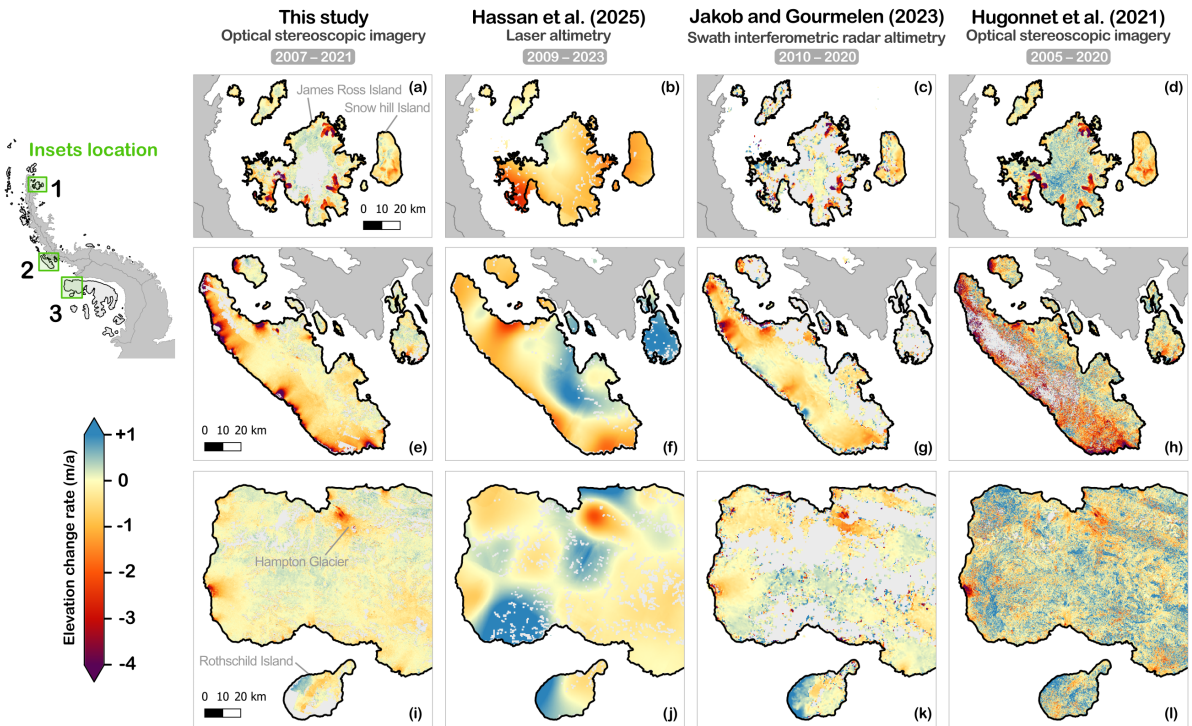 This study
Optical stereoscopic imagery
2007 – 2021
Hassan et al. (2025)
Laser altimetry
2009 – 2023
Jakob and Gourmelen (2023)
Swath interferometric radar altimetry
2010 – 2020
Hugonnet et al. (2021)
Optical stereoscopic imagery
2005 – 2020
Insets location
1
2
3
Elevation change rate (m/a)
+1
0
-1
-2
-3
-4
(a)
James Ross Island
Snow hill Island
0 10 20 km
(b)
(c)
(d)
0 10 20 km
(e)
(f)
(g)
(h)
Hampton Glacier
Rothschild Island
0 10 20 km
(i)
(j)
(k)
(l)